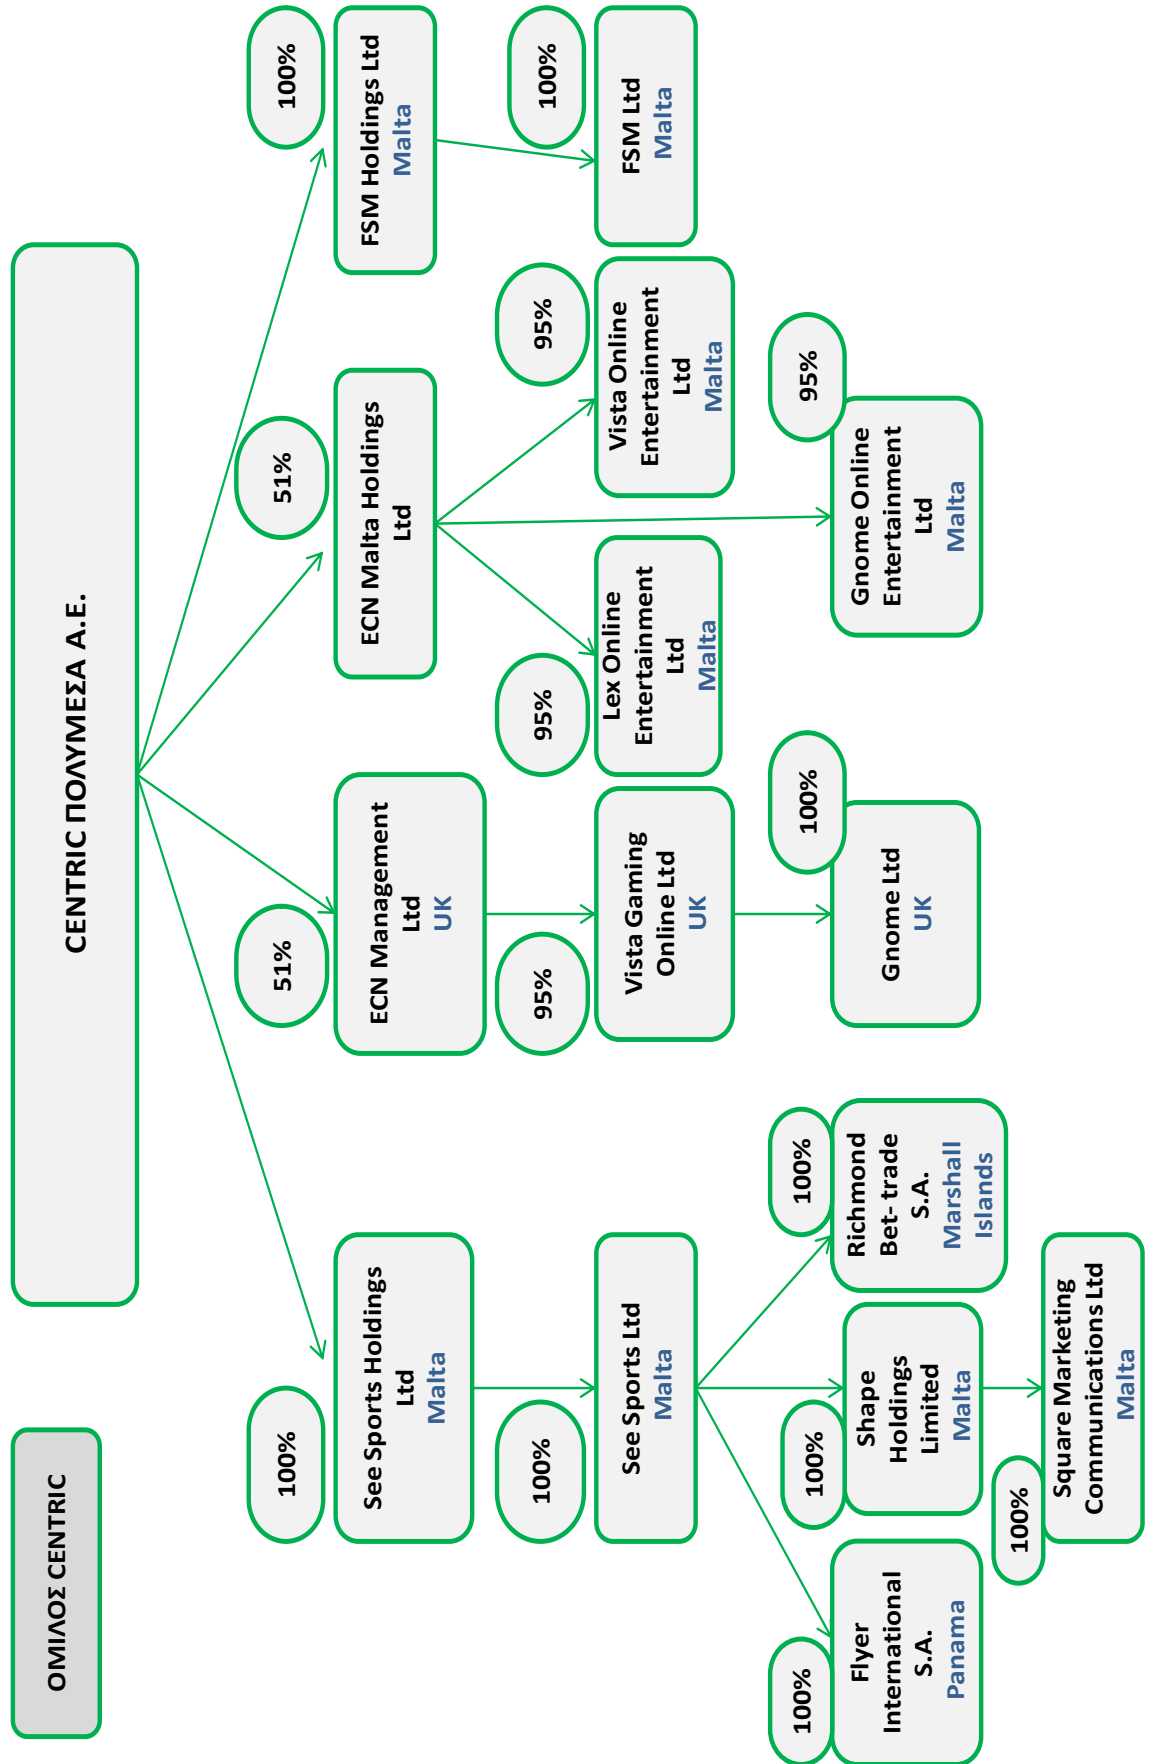 ΟΜΙΛΟΣ CENTRIC
CENTRIC ΠΟΛΥΜΕΣΑ Α.Ε.
100%
See Sports Holdings
Ltd
Malta
51%
ECN Management
Ltd
UK
51%
ECN Malta Holdings
Ltd
100%
FSM Holdings Ltd
Malta
100%
See Sports Ltd
Malta
95%
Vista Gaming
Online Ltd
UK
95%
Lex Online
Entertainment
Ltd
Malta
95%
Vista Online
Entertainment
Ltd
Malta
100%
FSM Ltd
Malta
100%
Flyer
International
S.A.
Panama
100%
Shape
Holdings
Limited
Malta
100%
Richmond
Bet- trade
S.A.
Marshall
Islands
100%
Gnome Ltd
UK
95%
Gnome Online
Entertainment
Ltd
Malta
100%
Square Marketing
Communications Ltd
Malta